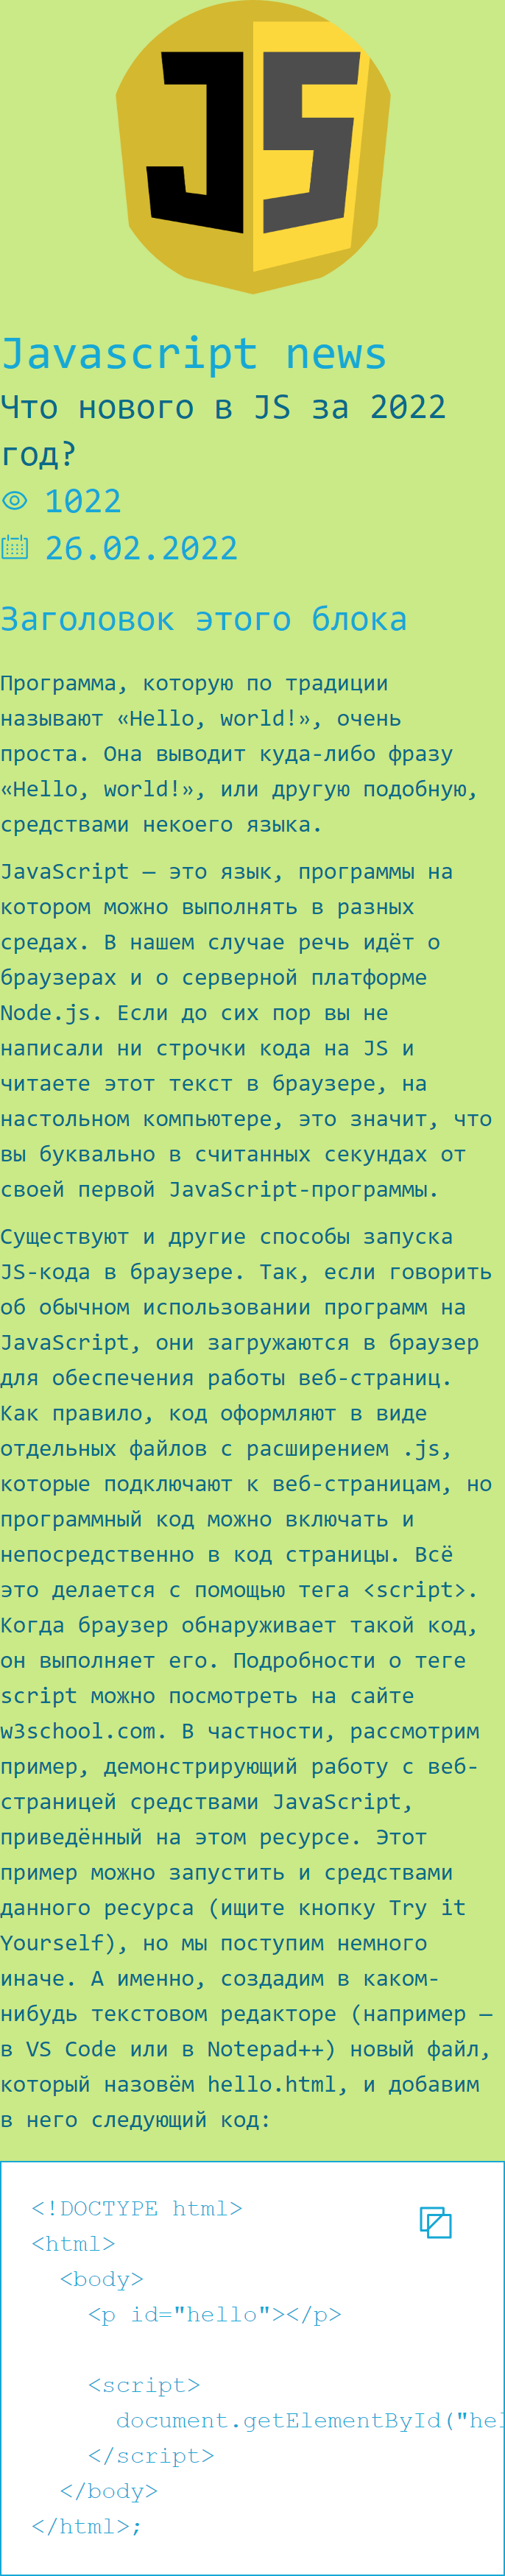 JS
Javascript news
Что нового в JS за 2022
год?
1022
26.02.2022
Заголовок этого блока
Программа, которую по традиции
называют «Hello, world!», очень
проста. Она выводит куда-либо фразу
«Hello, world!», или другую подобную,
средствами некоего языка.
JavaScript — это язык, программы на
котором можно выполнять в разных
средах. В нашем случае речь идёт о
браузерах и о серверной платформе
Node.js. Если до сих пор вы не
написали ни строчки кода на JS и
читаете этот текст в браузере, на
настольном компьютере, это значит, что
вы буквально в считанных секундах от
своей первой JavaScript-программы.
Существуют и другие способы запуска
JS-кода в браузере. Так, если говорить
об обычном использовании программ на
JavaScript, они загружаются в браузер
для обеспечения работы веб-страниц.
Как правило, код оформляют в виде
отдельных файлов с расширением .js,
которые подключают к веб-страницам, но
программный код можно включать и
непосредственно в код страницы. Всё
это делается с помощью тега <script>.
Когда браузер обнаруживает такой код,
он выполняет его. Подробности о теге
script можно посмотреть на сайте
w3school.com. В частности, рассмотрим
пример, демонстрирующий работу с веб-
страницей средствами JavaScript,
приведённый на этом ресурсе. Этот
пример можно запустить и средствами
данного ресурса (ищите кнопку Try it
Yourself), но мы поступим немного
иначе. А именно, создадим в каком-
нибудь текстовом редакторе (например —
в VS Code или в Notepad++) новый файл,
который назовём hello.html, и добавим
в него следующий код:
<!DOCTYPE html>
<html>
<body>
<p id="hello"></p>
<script>
document.getElementById("hel
</script>
</body>
</html>;